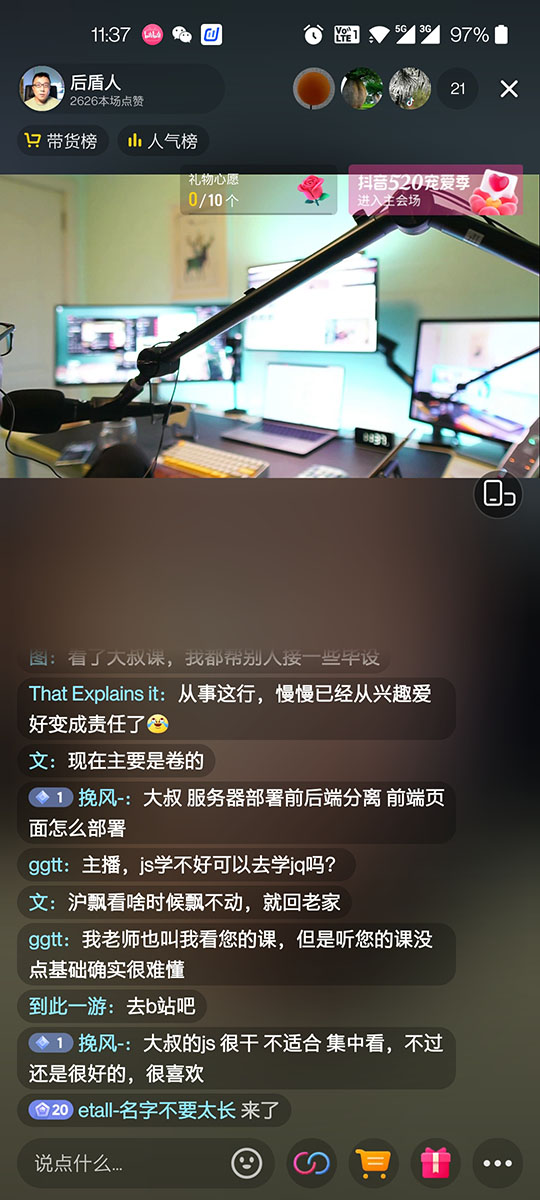 11:37
LaLa
Vo 1
LTE
5G
3G
97%
后盾人
2626本场点赞
21
带货榜
人气榜
礼物心愿
0/10 个
抖音520宠爱季
进入主会场
1137
图：看了大叔课，我都帮别人接一些毕设
That Explains it：从事这行，慢慢已经从兴趣爱
好变成责任了😂
文：现在主要是卷的
1 挽风-：大叔 服务器部署前后端分离 前端页
面怎么部署
ggtt：主播，js学不好可以去学jq吗？
文：沪飘看啥时候飘不动，就回老家
ggtt：我老师也叫我看您的课，但是听您的课没
点基础确实很难懂
到此一游：去b站吧
1 挽风-：大叔的js 很干 不适合 集中看，不过
还是很好的，很喜欢
20 etall-名字不要太长 来了
说点什么...